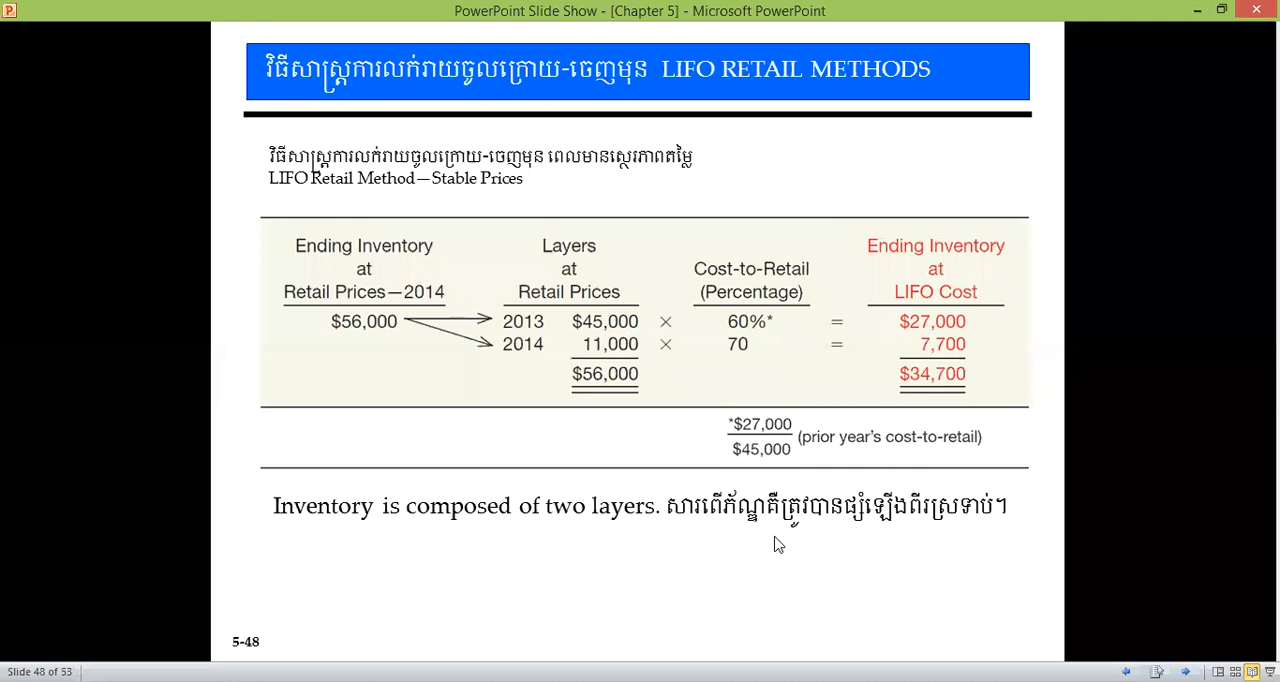 PowerPoint Slide Show - [Chapter 5] - Microsoft PowerPoint
វិធីសាស្ត្រការលក់រាយចូលក្រោយ-ចេញមុន LIFO RETAIL METHODS
វិធីសាស្ត្រការលក់រាយចូលក្រោយ-ចេញមុន ពេលមានស្ថេរភាពតម្លៃ
LIFO Retail Method—Stable Prices
Ending Inventory Layers Ending Inventory
at at Cost-to-Retail at
Retail Prices—2014 Retail Prices (Percentage) LIFO Cost
$56,000 2013 $45,000 × 60%* = $27,000
2014 11,000 × 70 = 7,700
$56,000 $34,700
*$27,000
$45,000 (prior year's cost-to-retail)
Inventory is composed of two layers. សារពើភ័ណ្ឌគឺត្រូវបានផ្សំឡើងពីរស្រទាប់។
5-48
Slide 48 of 53